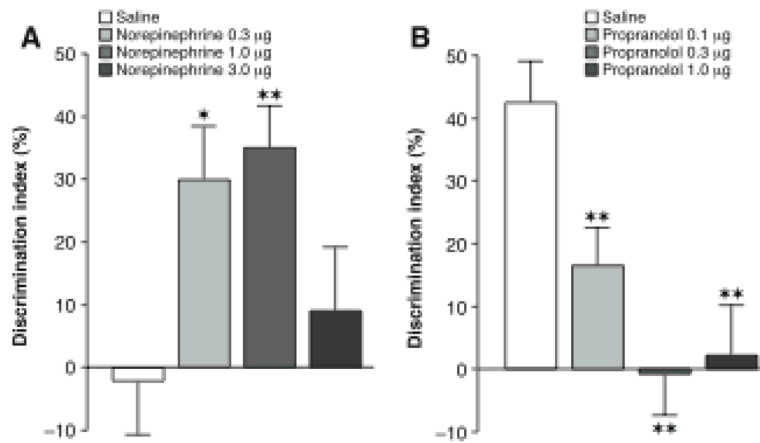 A
Saline
Norepinephrine 0.3 µg
Norepinephrine 1.0 µg
Norepinephrine 3.0 µg
Discrimination index (%)
50
40
30
20
10
0
−10
*
**
B
Saline
Propranolol 0.1 µg
Propranolol 0.3 µg
Propranolol 1.0 µg
Discrimination index (%)
50
40
30
20
10
0
−10
**
**
**